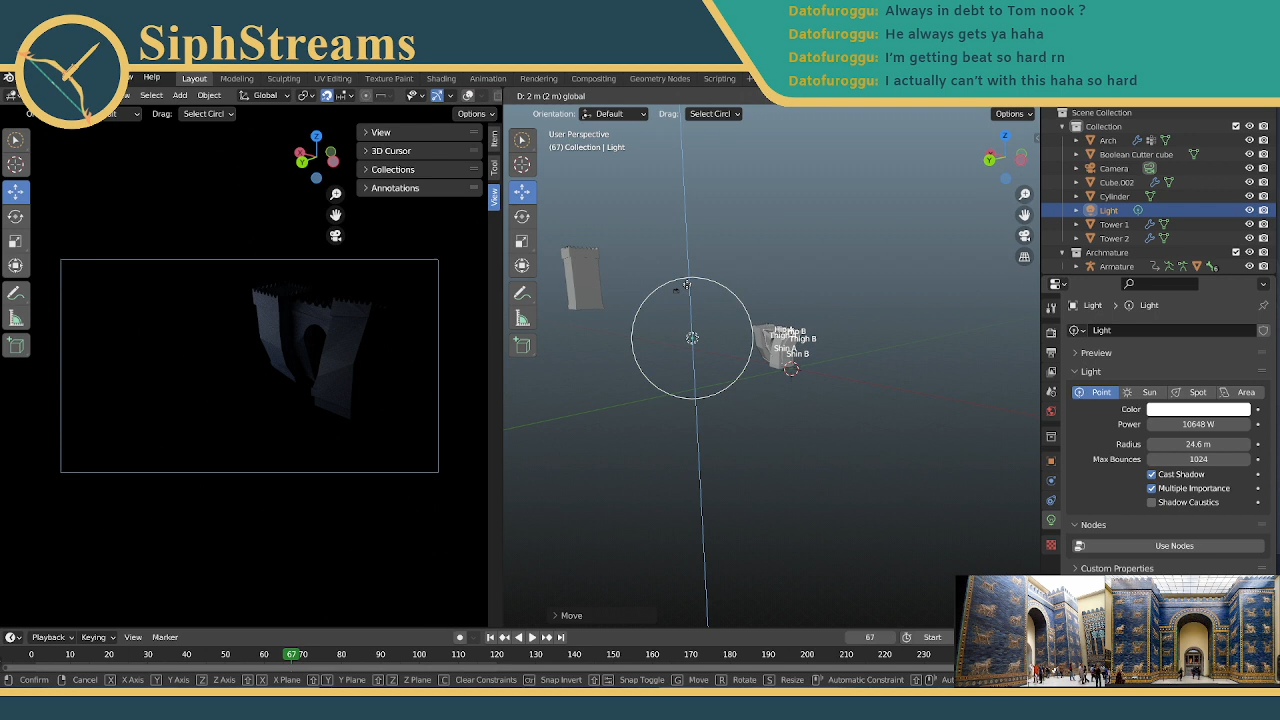 SiphStreams
Datofuroggu: Always in debt to Tom nook ?
Datofuroggu: He always gets ya haha
Datofuroggu: I'm getting beat so hard rn
Datofuroggu: I actually can't with this haha so hard
Help Layout Modeling Sculpting UV Editing Texture Paint Shading Animation Rendering Compositing Geometry Nodes Scripting
Select Add Object Global
D: 2 m (2 m) global
Drag: Select Circl Options
Orientation: Default Drag: Select Circl Options
View
3D Cursor
Collections
Annotations
Item
Tool
View
User Perspective
(67) Collection | Light
Thigh B
Shin A
Shin B
Move
Scene Collection
Collection
Arch
Boolean Cutter cube
Camera
Cube.002
Cylinder
Light
Tower 1
Tower 2
Archmature
Armature
Light Light
Light
Preview
Light
Point Sun Spot Area
Color
Power 10648 W
Radius 24.6 m
Max Bounces 1024
Cast Shadow
Multiple Importance
Shadow Caustics
Nodes
Use Nodes
Custom Properties
Playback Keying View Marker 67 Start
0 10 20 30 40 50 60 67 70 80 90 100 110 120 130 140 150 160 170 180 190 200 210 220 230
Confirm Cancel X X Axis Y Y Axis Z Z Axis X X Plane Y Y Plane Z Z Plane C Clear Constraints Snap Invert Snap Toggle G Move R Rotate S Resize Automatic Constraint